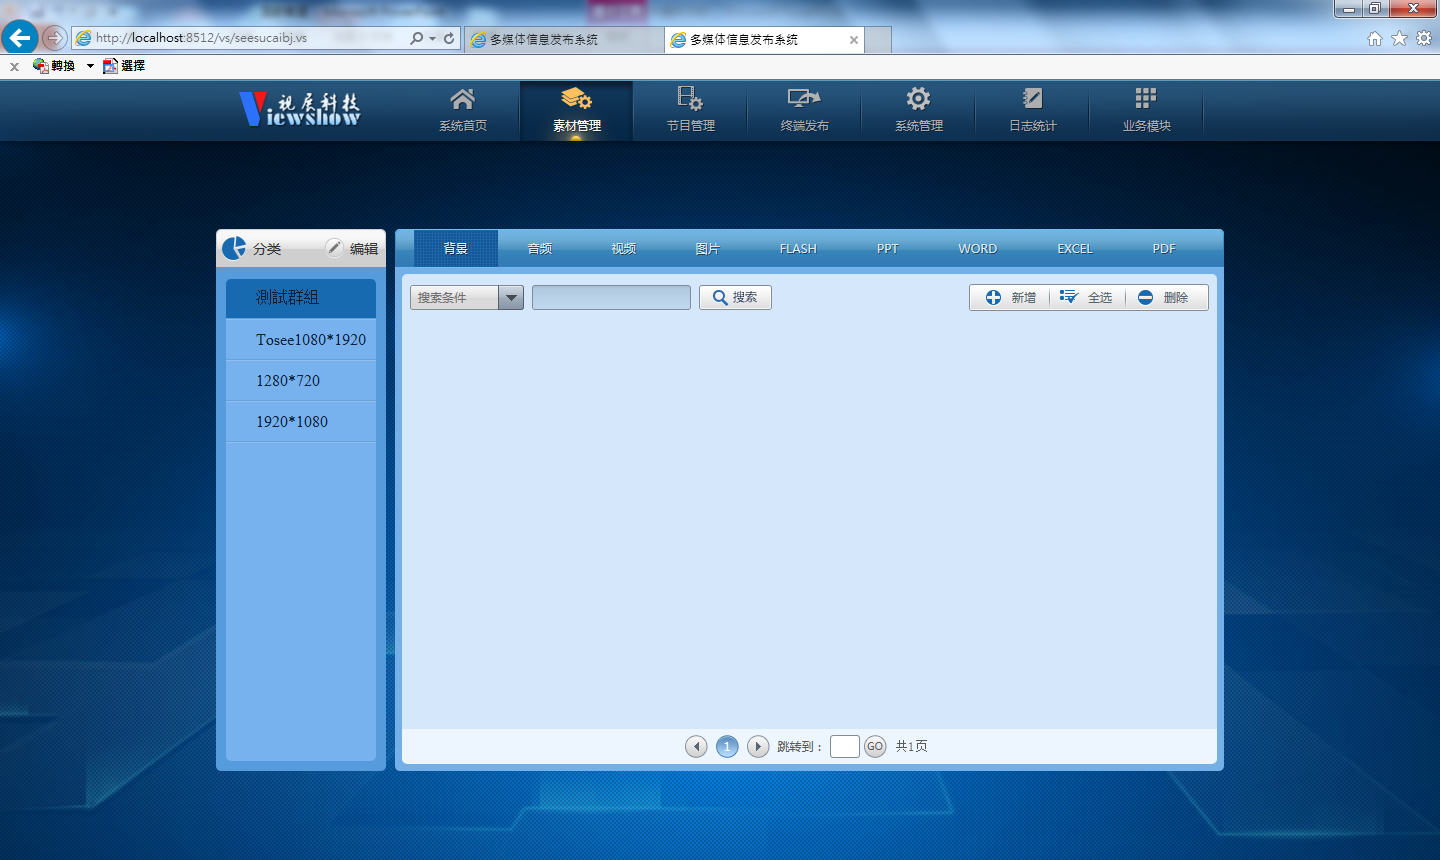 http://localhost:8512/vs/seesucaibj.vs
多媒体信息发布系统
多媒体信息发布系统
x 轉換 選擇
视展科技
Viewshow
系统首页
素材管理
节目管理
终端发布
系统管理
日志统计
业务模块
分类
编辑
背景
音频
视频
图片
FLASH
PPT
WORD
EXCEL
PDF
測試群組
Tosee1080*1920
1280*720
1920*1080
搜索条件
搜索
新增
全选
删除
1
跳转到：
GO
共1页